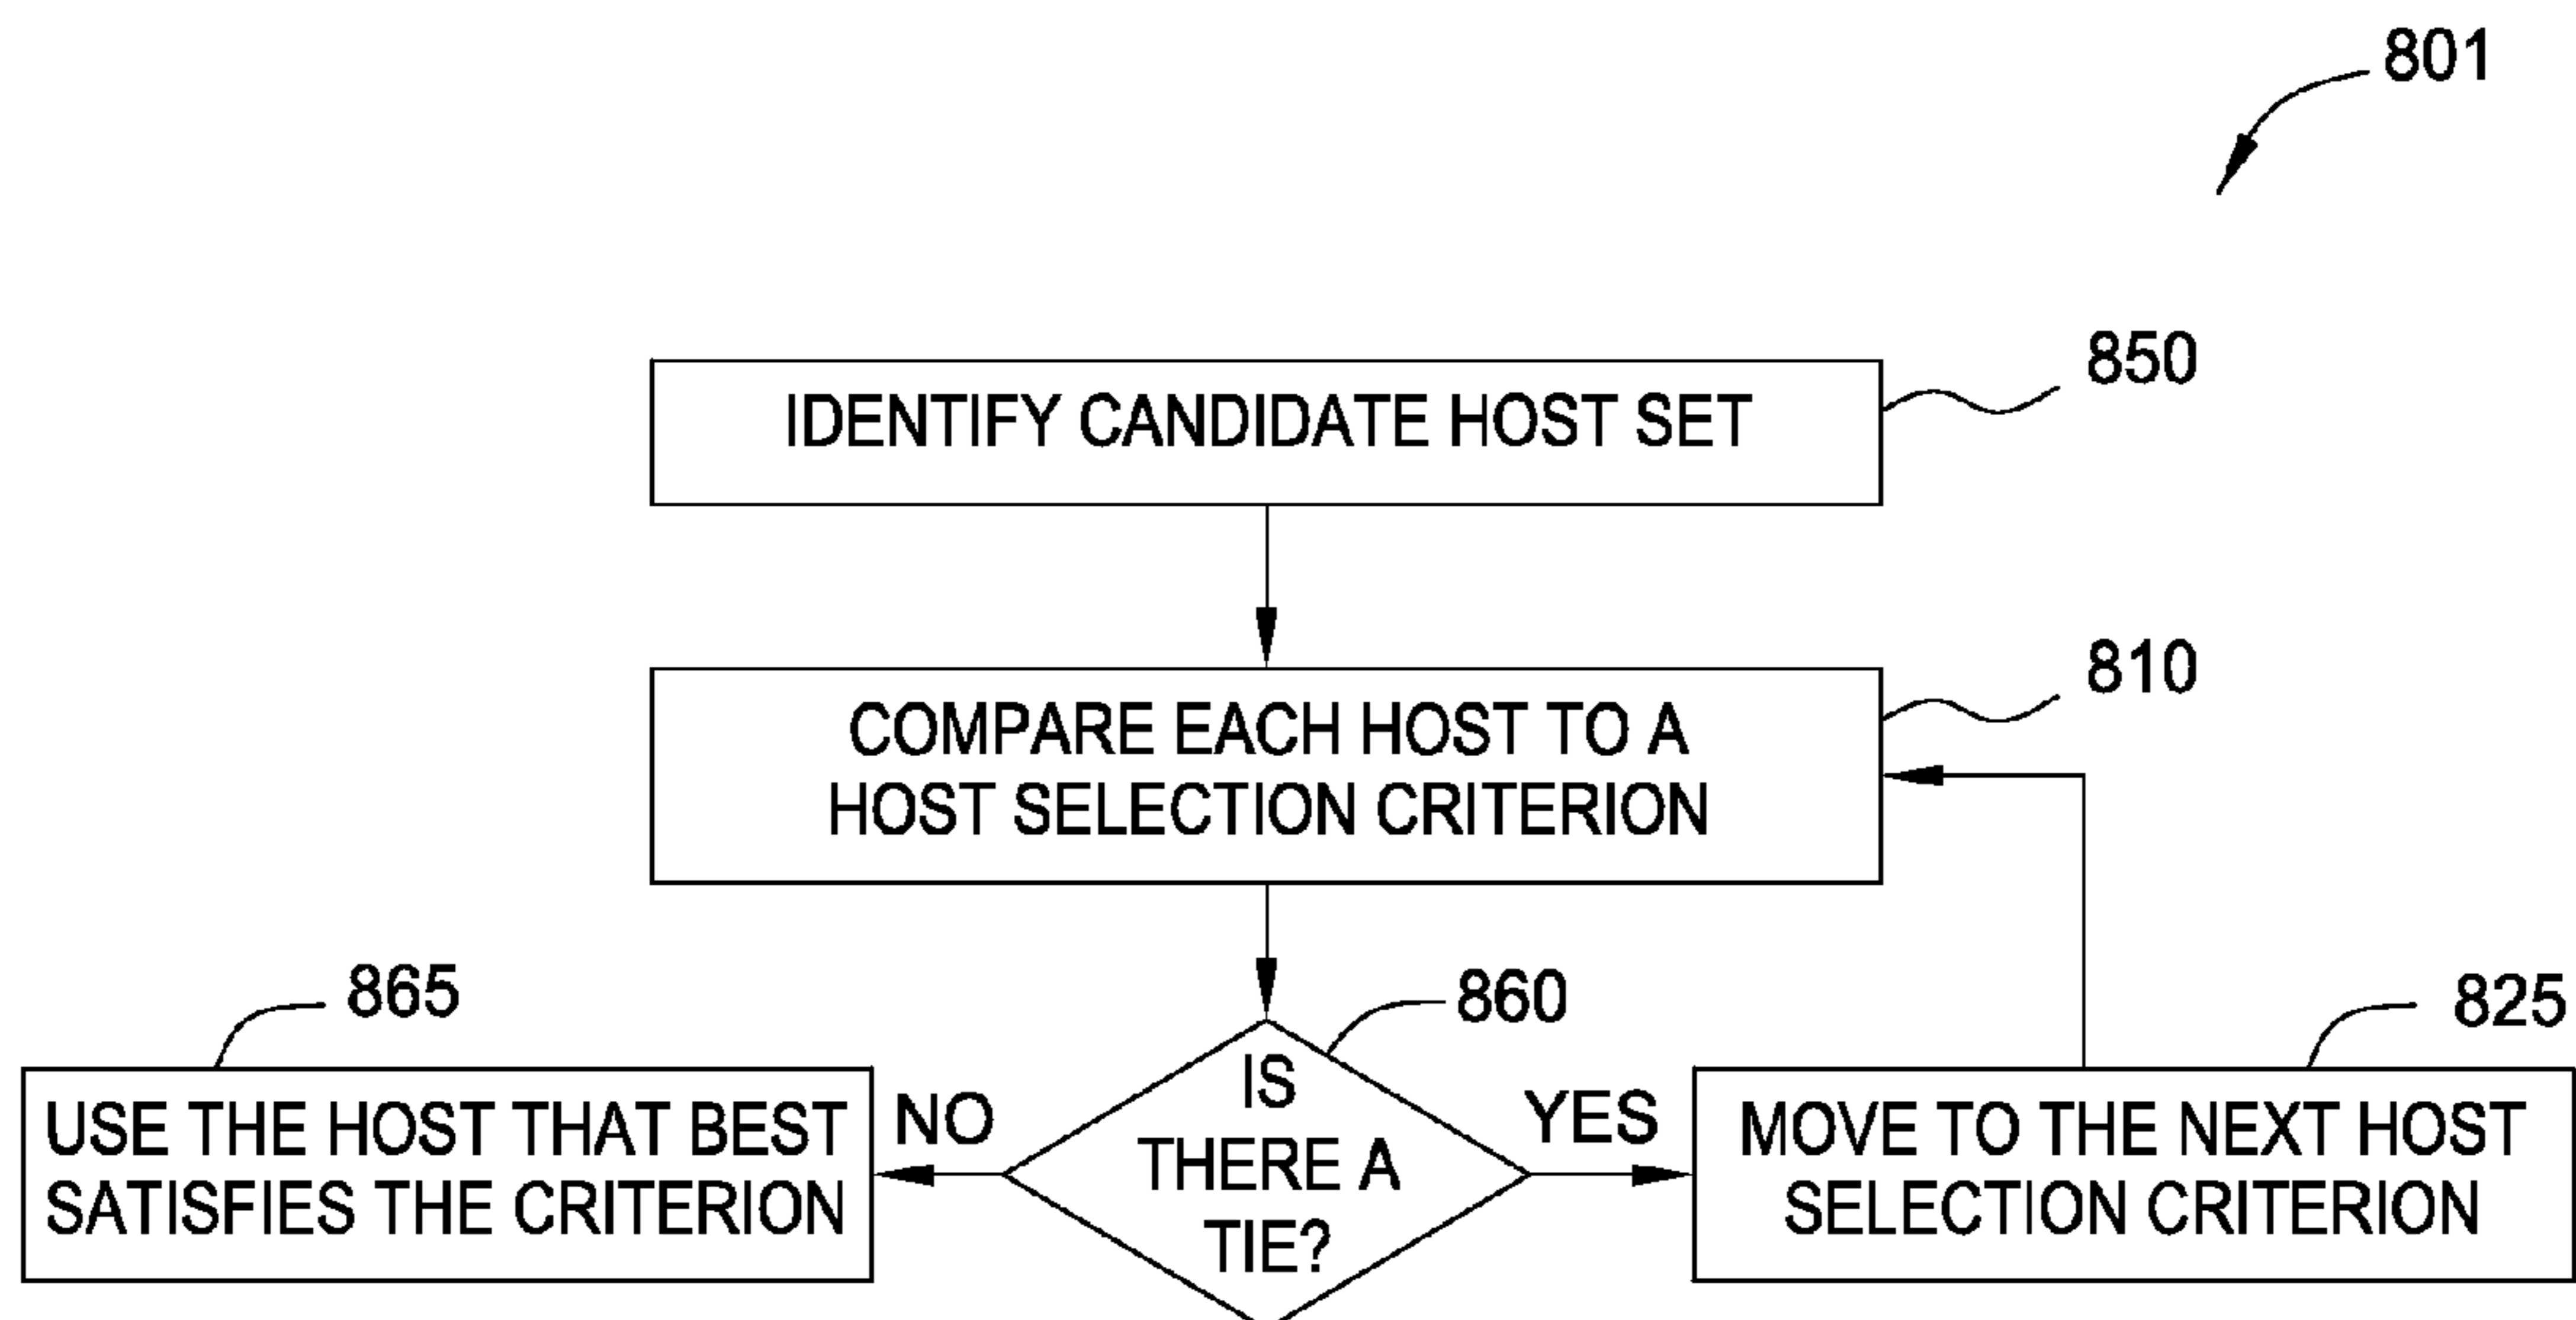 801
850
IDENTIFY CANDIDATE HOST SET
810
COMPARE EACH HOST TO A
HOST SELECTION CRITERION
865
860
825
USE THE HOST THAT BEST
SATISFIES THE CRITERION
NO
IS
THERE A
TIE?
YES
MOVE TO THE NEXT HOST
SELECTION CRITERION